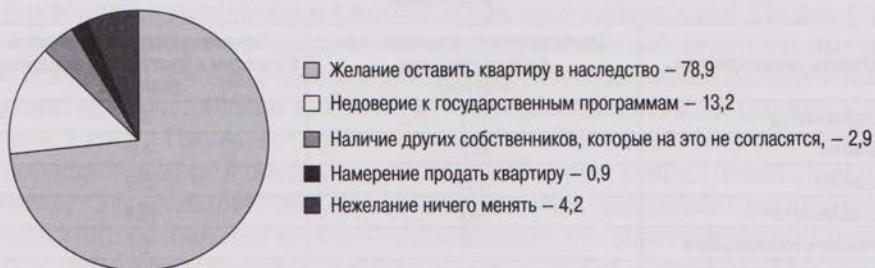 Желание оставить квартиру в наследство – 78,9
Недоверие к государственным программам – 13,2
Наличие других собственников, которые на это не согласятся, – 2,9
Намерение продать квартиру – 0,9
Нежелание ничего менять – 4,2